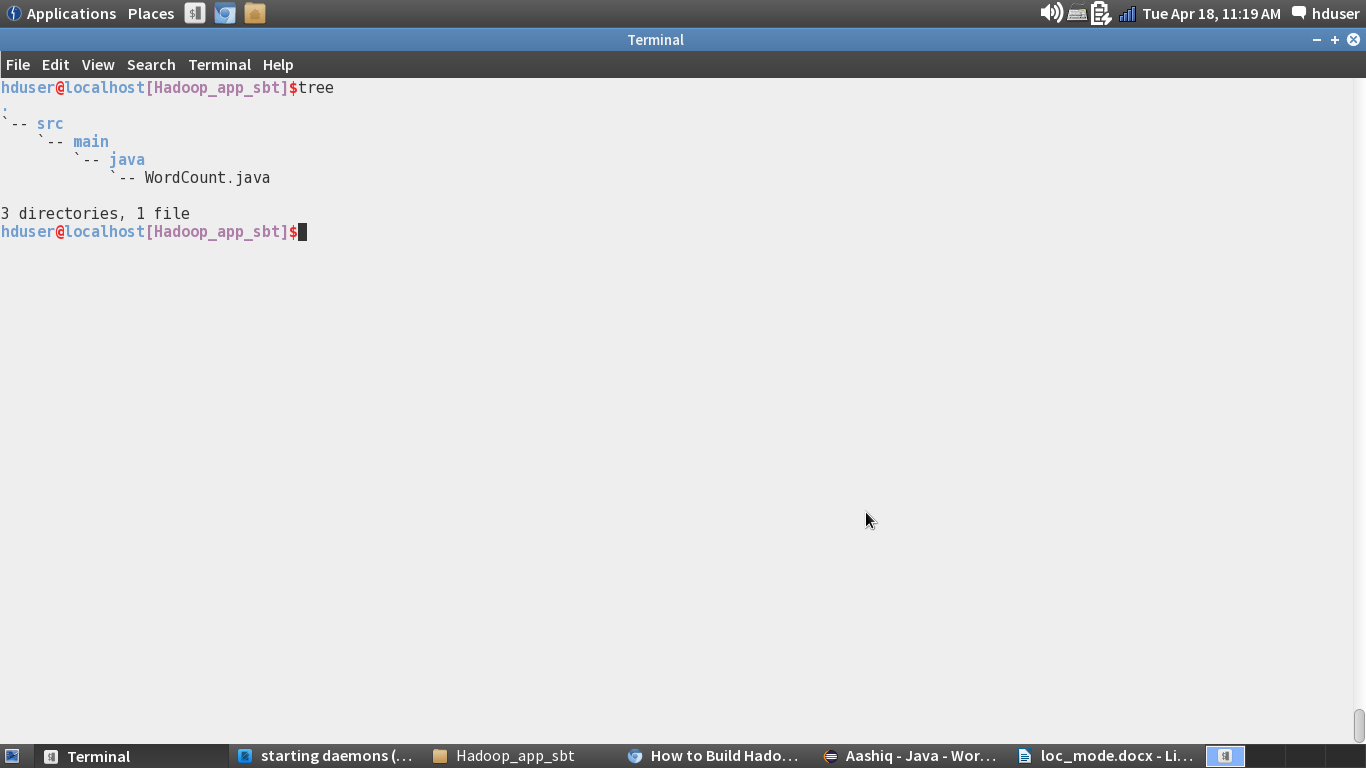 Applications Places Tue Apr 18, 11:19 AM hduser
Terminal
File Edit View Search Terminal Help
hduser@localhost[Hadoop_app_sbt]$tree
.
`-- src
    `-- main
        `-- java
            `-- WordCount.java

3 directories, 1 file
hduser@localhost[Hadoop_app_sbt]$
Terminal starting daemons (... Hadoop_app_sbt How to Build Hado... Aashiq - Java - Wor... loc_mode.docx - Li...